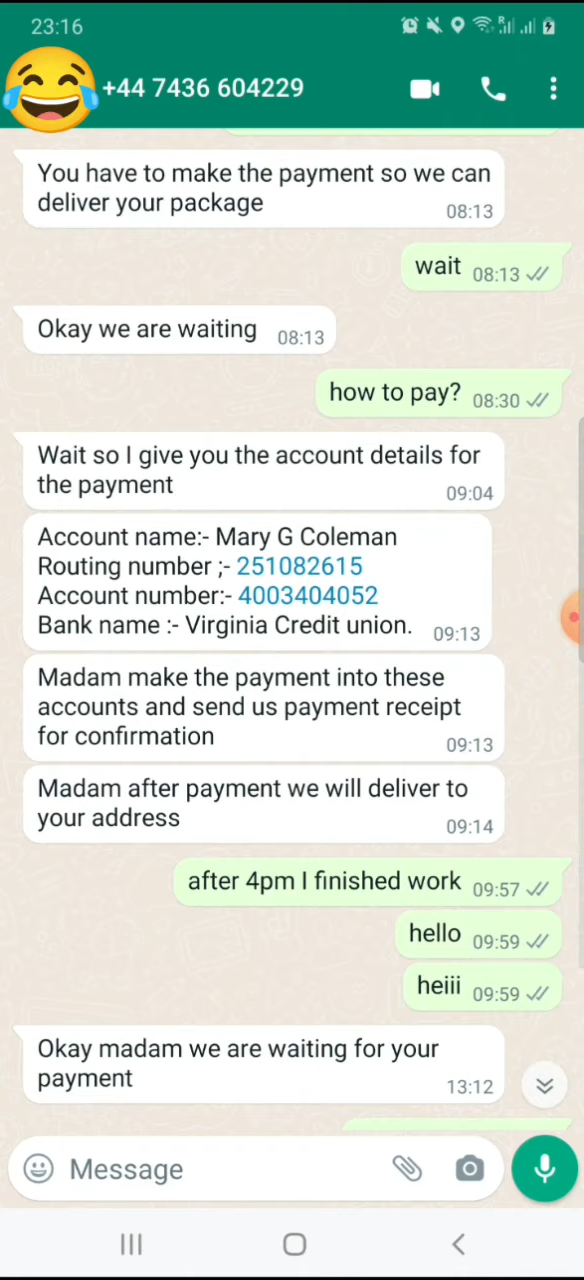 23:16
+44 7436 604229
You have to make the payment so we can
deliver your package
08:13
wait 08:13
Okay we are waiting 08:13
how to pay? 08:30
Wait so I give you the account details for
the payment
09:04
Account name:- Mary G Coleman
Routing number ;- 251082615
Account number:- 4003404052
Bank name :- Virginia Credit union. 09:13
Madam make the payment into these
accounts and send us payment receipt
for confirmation
09:13
Madam after payment we will deliver to
your address
09:14
after 4pm I finished work 09:57
hello 09:59
heiii 09:59
Okay madam we are waiting for your
payment
13:12
Message